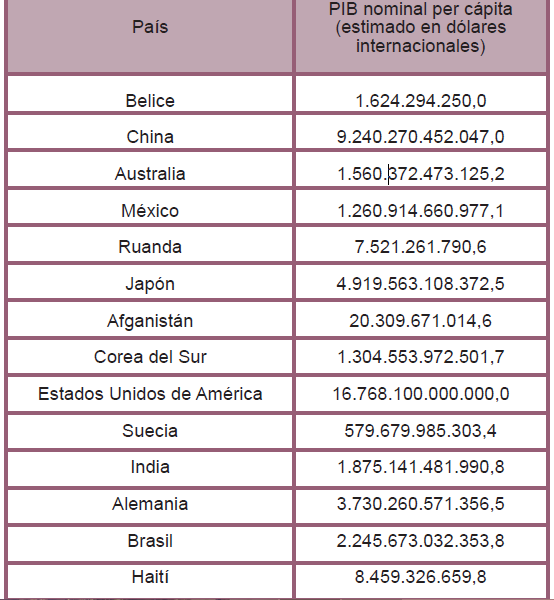 País
PIB nominal per cápita
(estimado en dólares
internacionales)
Belice 1.624.294.250,0
China 9.240.270.452.047,0
Australia 1.560.372.473.125,2
México 1.260.914.660.977,1
Ruanda 7.521.261.790,6
Japón 4.919.563.108.372,5
Afganistán 20.309.671.014,6
Corea del Sur 1.304.553.972.501,7
Estados Unidos de América 16.768.100.000.000,0
Suecia 579.679.985.303,4
India 1.875.141.481.990,8
Alemania 3.730.260.571.356,5
Brasil 2.245.673.032.353,8
Haití 8.459.326.659,8